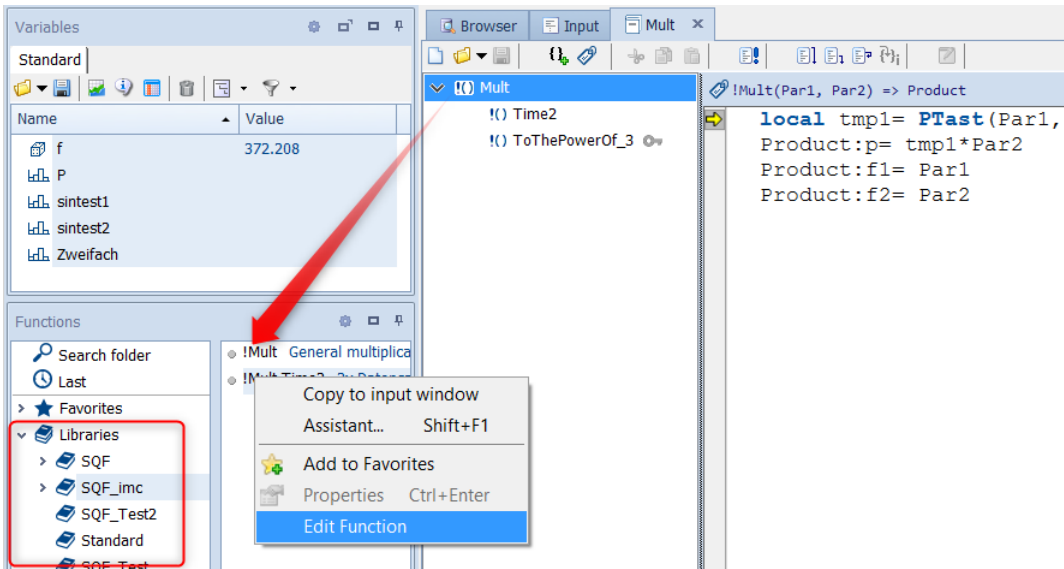 Variables
Standard
Name Value
f 372.208
P
sintest1
sintest2
Zweifach
Functions
Search folder
Last
Favorites
Libraries
SQF
SQF_imc
SQF_Test2
Standard
SQF_Test
!Mult General multiplica
Copy to input window
Assistant... Shift+F1
Add to Favorites
Properties Ctrl+Enter
Edit Function
Browser Input Mult
!() Mult
!() Time2
!() ToThePowerOf_3
!Mult(Par1, Par2) => Product
local tmp1= PTast(Par1,
Product:p= tmp1*Par2
Product:f1= Par1
Product:f2= Par2